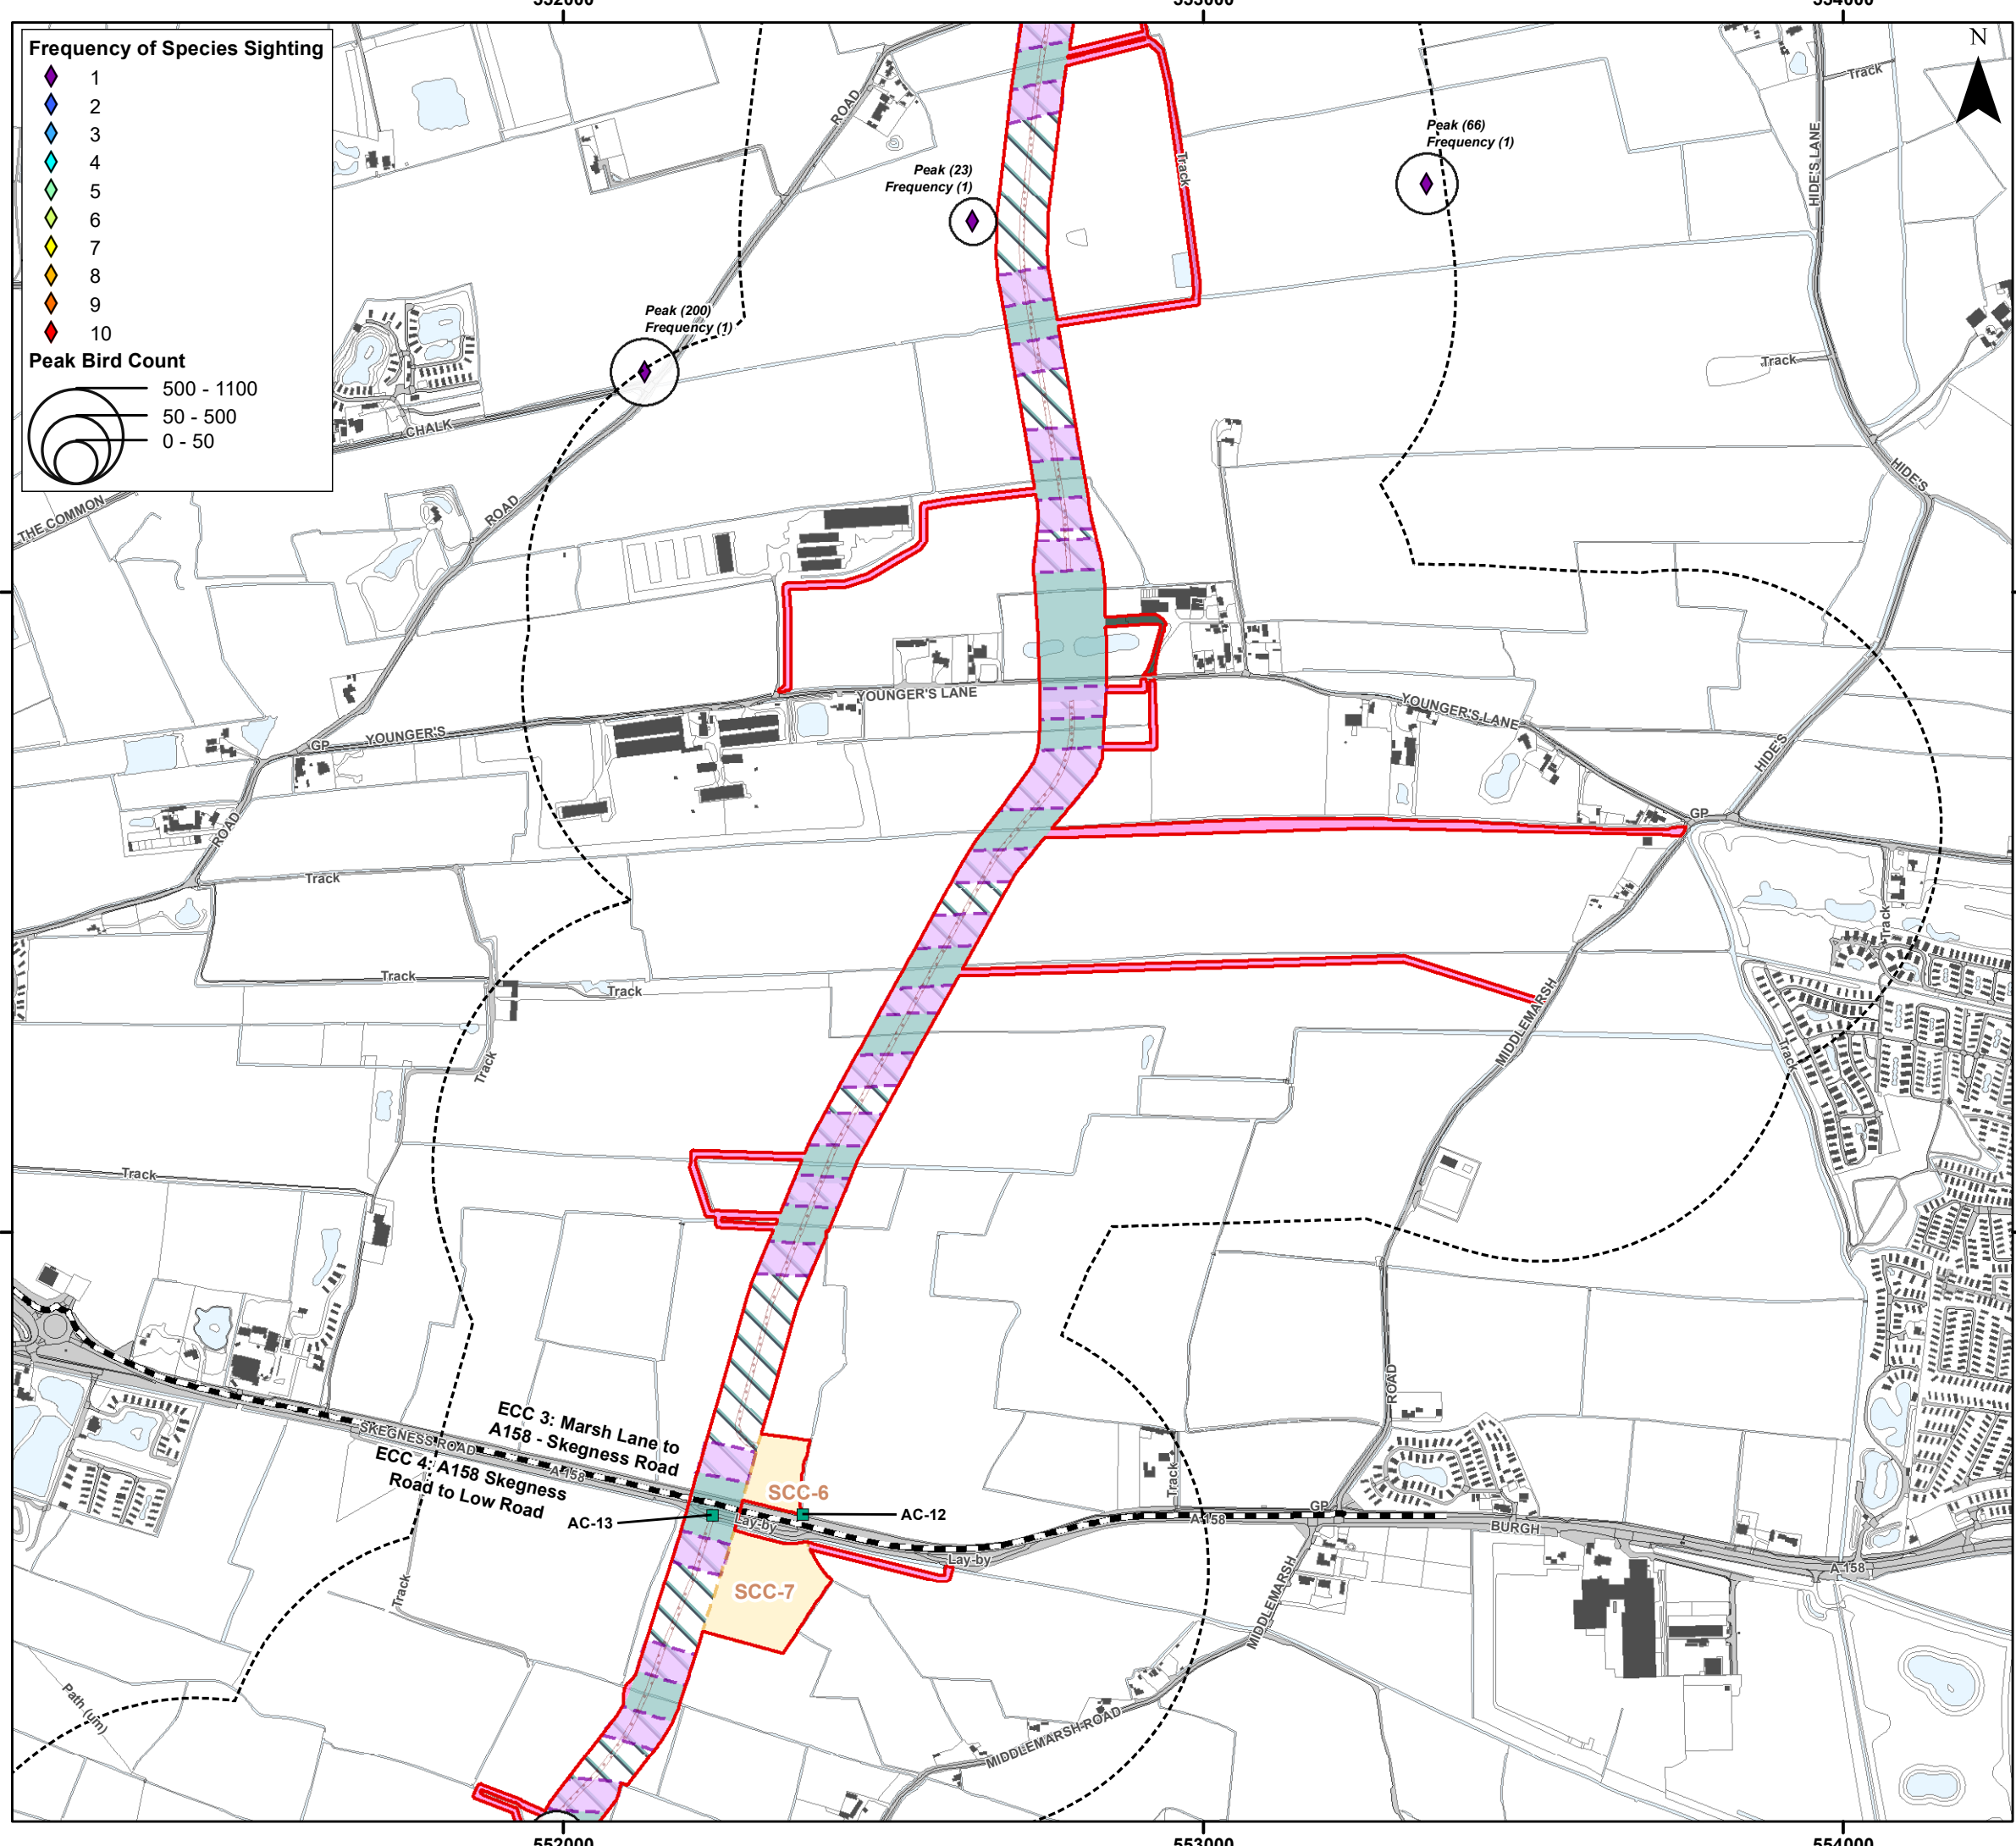 552000
553000
554000
Frequency of Species Sighting
1
2
3
4
5
6
7
8
9
10
Peak Bird Count
500 - 1100
50 - 500
0 - 50
N
Track
ROAD
HIDE'S LANE
Peak (66)
Frequency (1)
Track
Peak (23)
Frequency (1)
Peak (200)
Frequency (1)
Track
CHALK
HIDE'S
ROAD
THE COMMON
YOUNGER'S LANE
YOUNGER'S LANE
YOUNGER'S
GP
HIDE'S
GP
ROAD
Track
Track
Track
Track
MIDDLEMARSH
Track
Track
Track
ROAD
ECC 3: Marsh Lane to
A158 - Skegness Road
SKEGNESS ROAD
A 158
ECC 4: A158 Skegness
Road to Low Road
Track
SCC-6
AC-12
AC-13
Lay-by
GP
A 158
BURGH
Lay-by
A 158
SCC-7
Track
MIDDLEMARSH
Path (um)
MIDDLEMARSH ROAD
552000
553000
554000